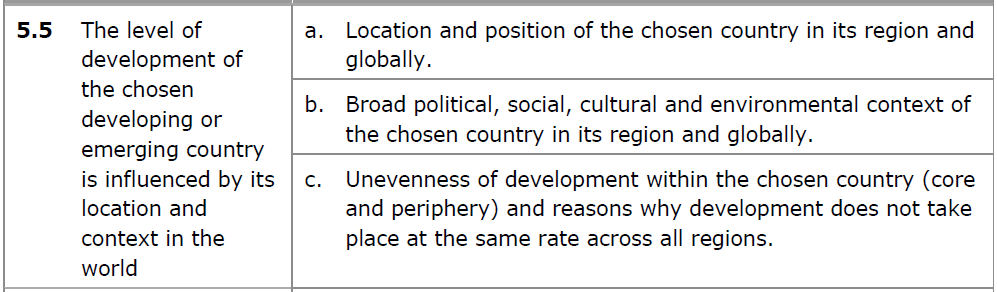 5.5 The level of
development of
the chosen
developing or
emerging country
is influenced by its
location and
context in the
world
a. Location and position of the chosen country in its region and
globally.
b. Broad political, social, cultural and environmental context of
the chosen country in its region and globally.
c. Unevenness of development within the chosen country (core
and periphery) and reasons why development does not take
place at the same rate across all regions.